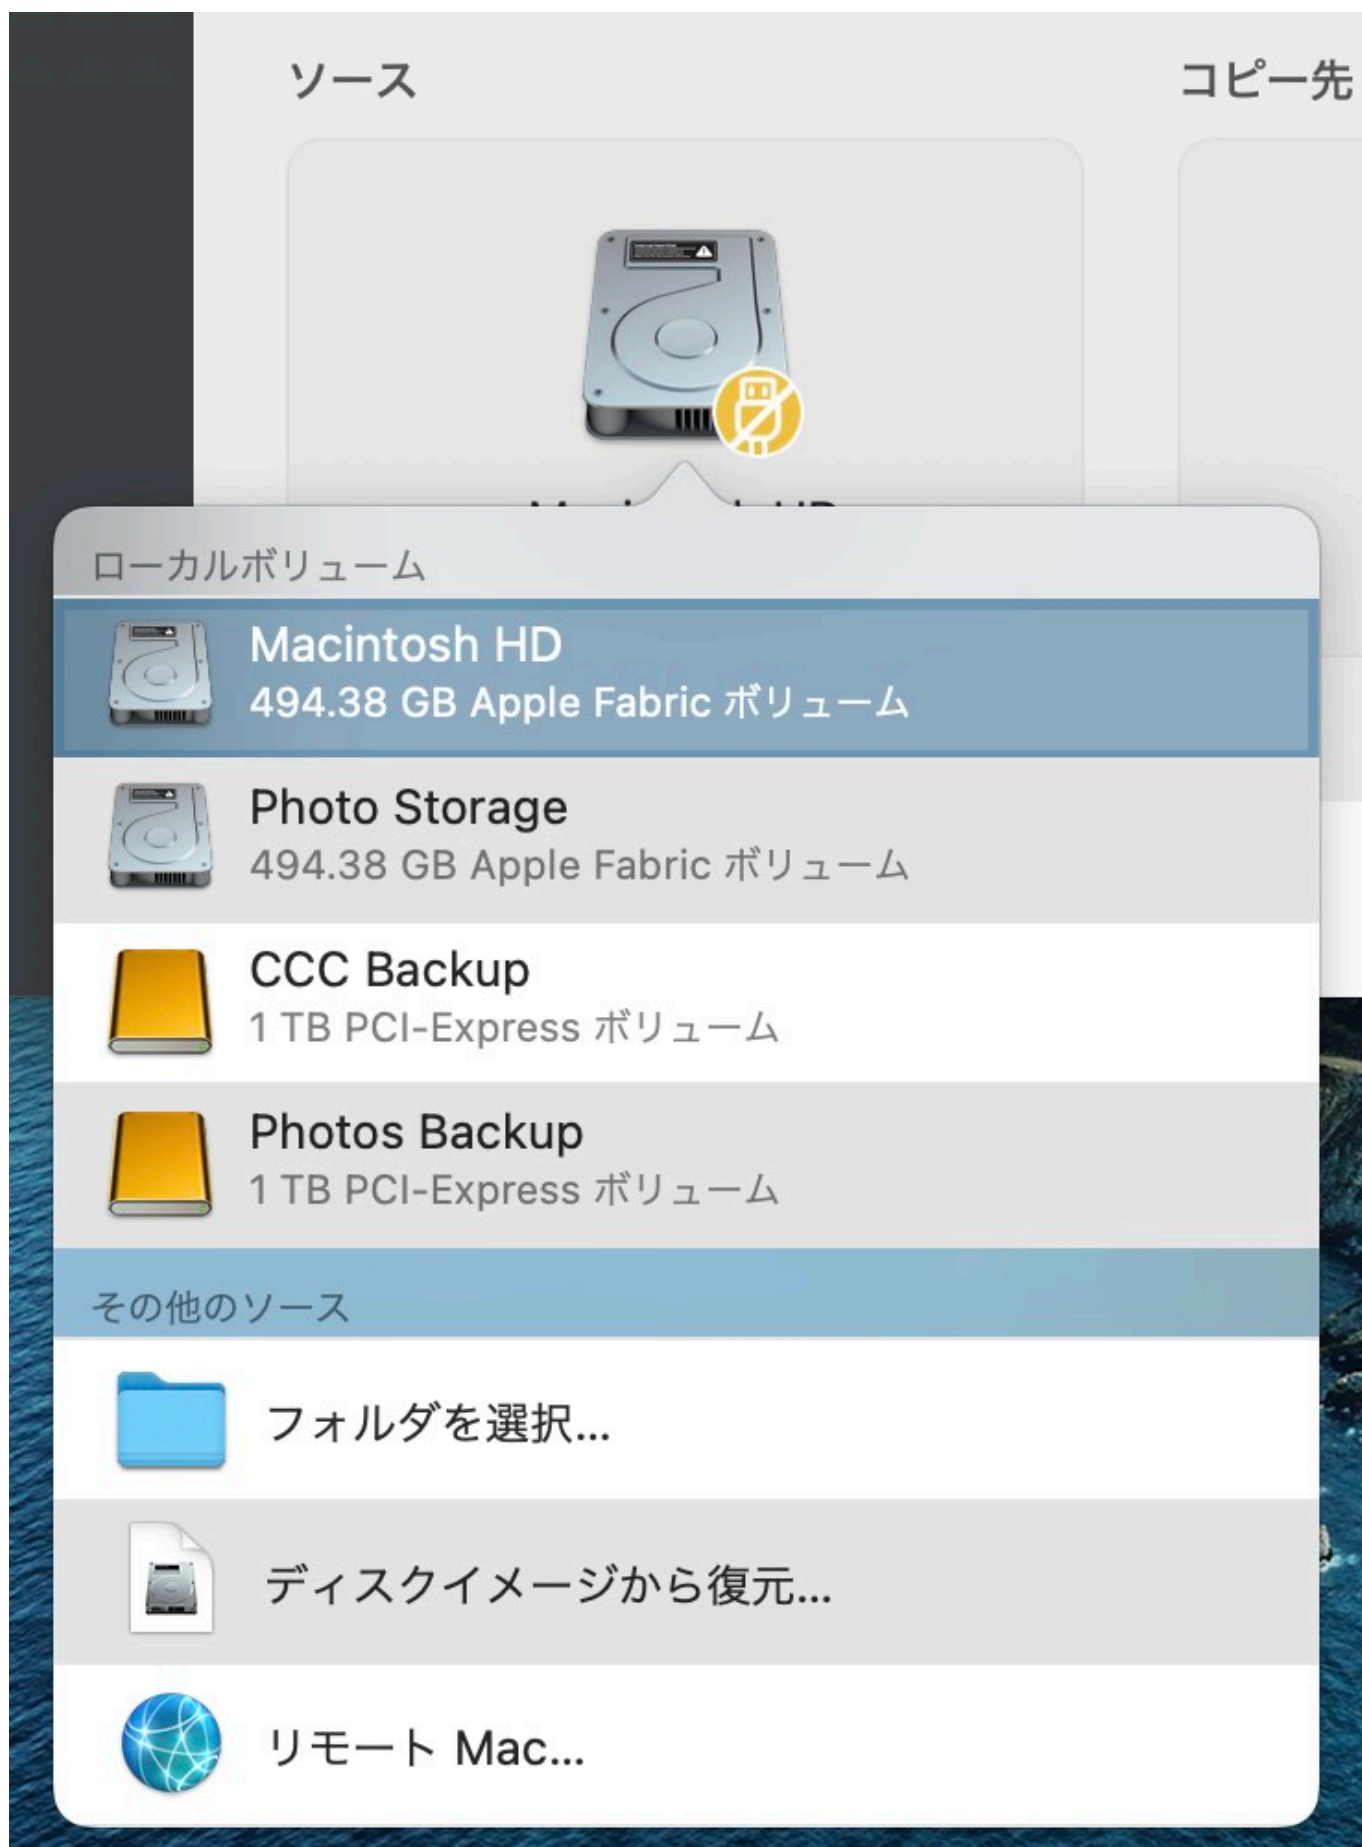 ソース
コピー先
ローカルボリューム
Macintosh HD
494.38 GB Apple Fabric ボリューム
Photo Storage
494.38 GB Apple Fabric ボリューム
CCC Backup
1 TB PCI-Express ボリューム
Photos Backup
1 TB PCI-Express ボリューム
その他のソース
フォルダを選択...
ディスクイメージから復元...
リモート Mac...